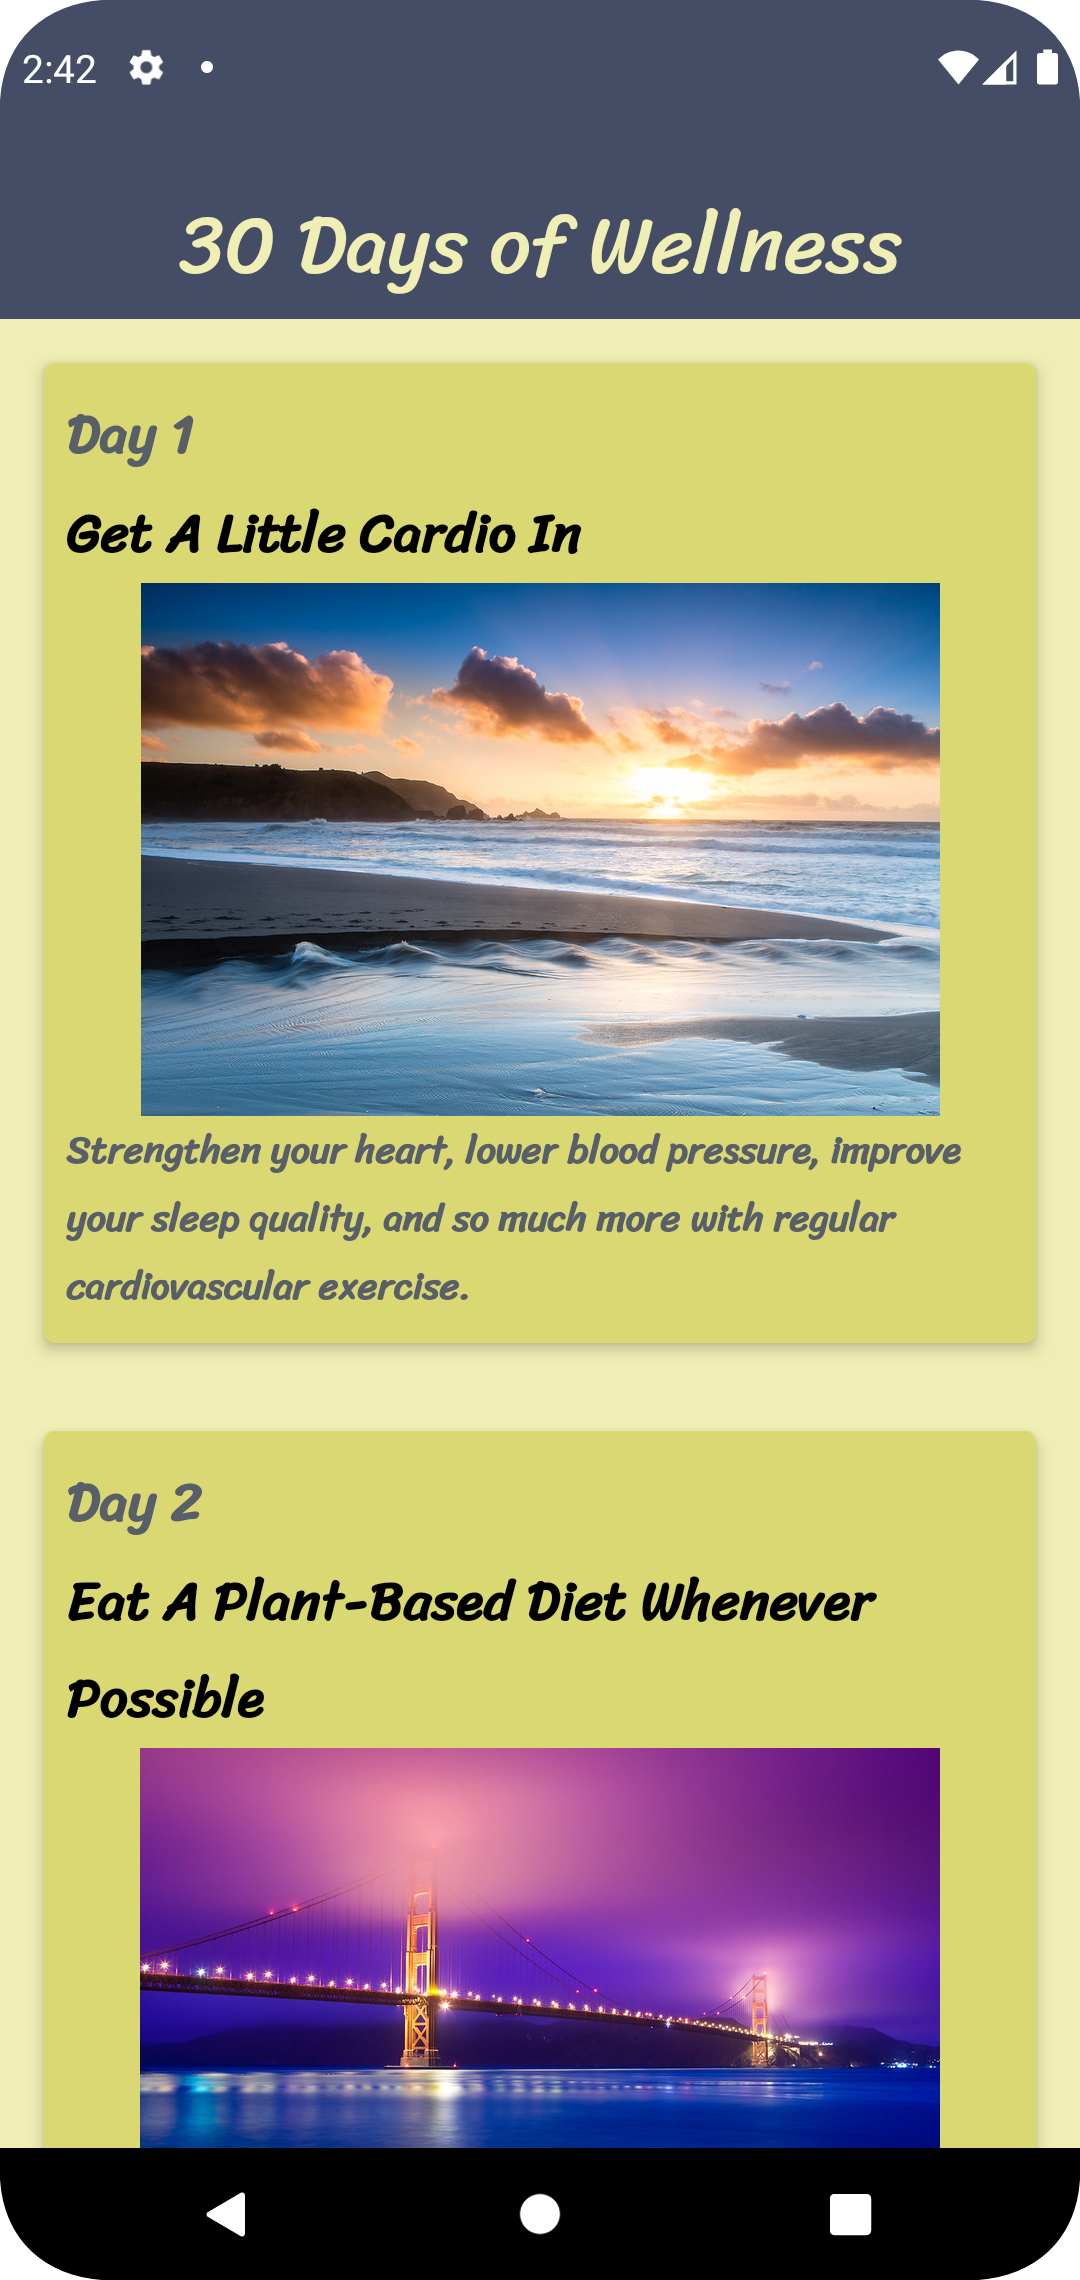 2:42
30 Days of Wellness
Day 1
Get A Little Cardio In
Strengthen your heart, lower blood pressure, improve
your sleep quality, and so much more with regular
cardiovascular exercise.
Day 2
Eat A Plant-Based Diet Whenever
Possible